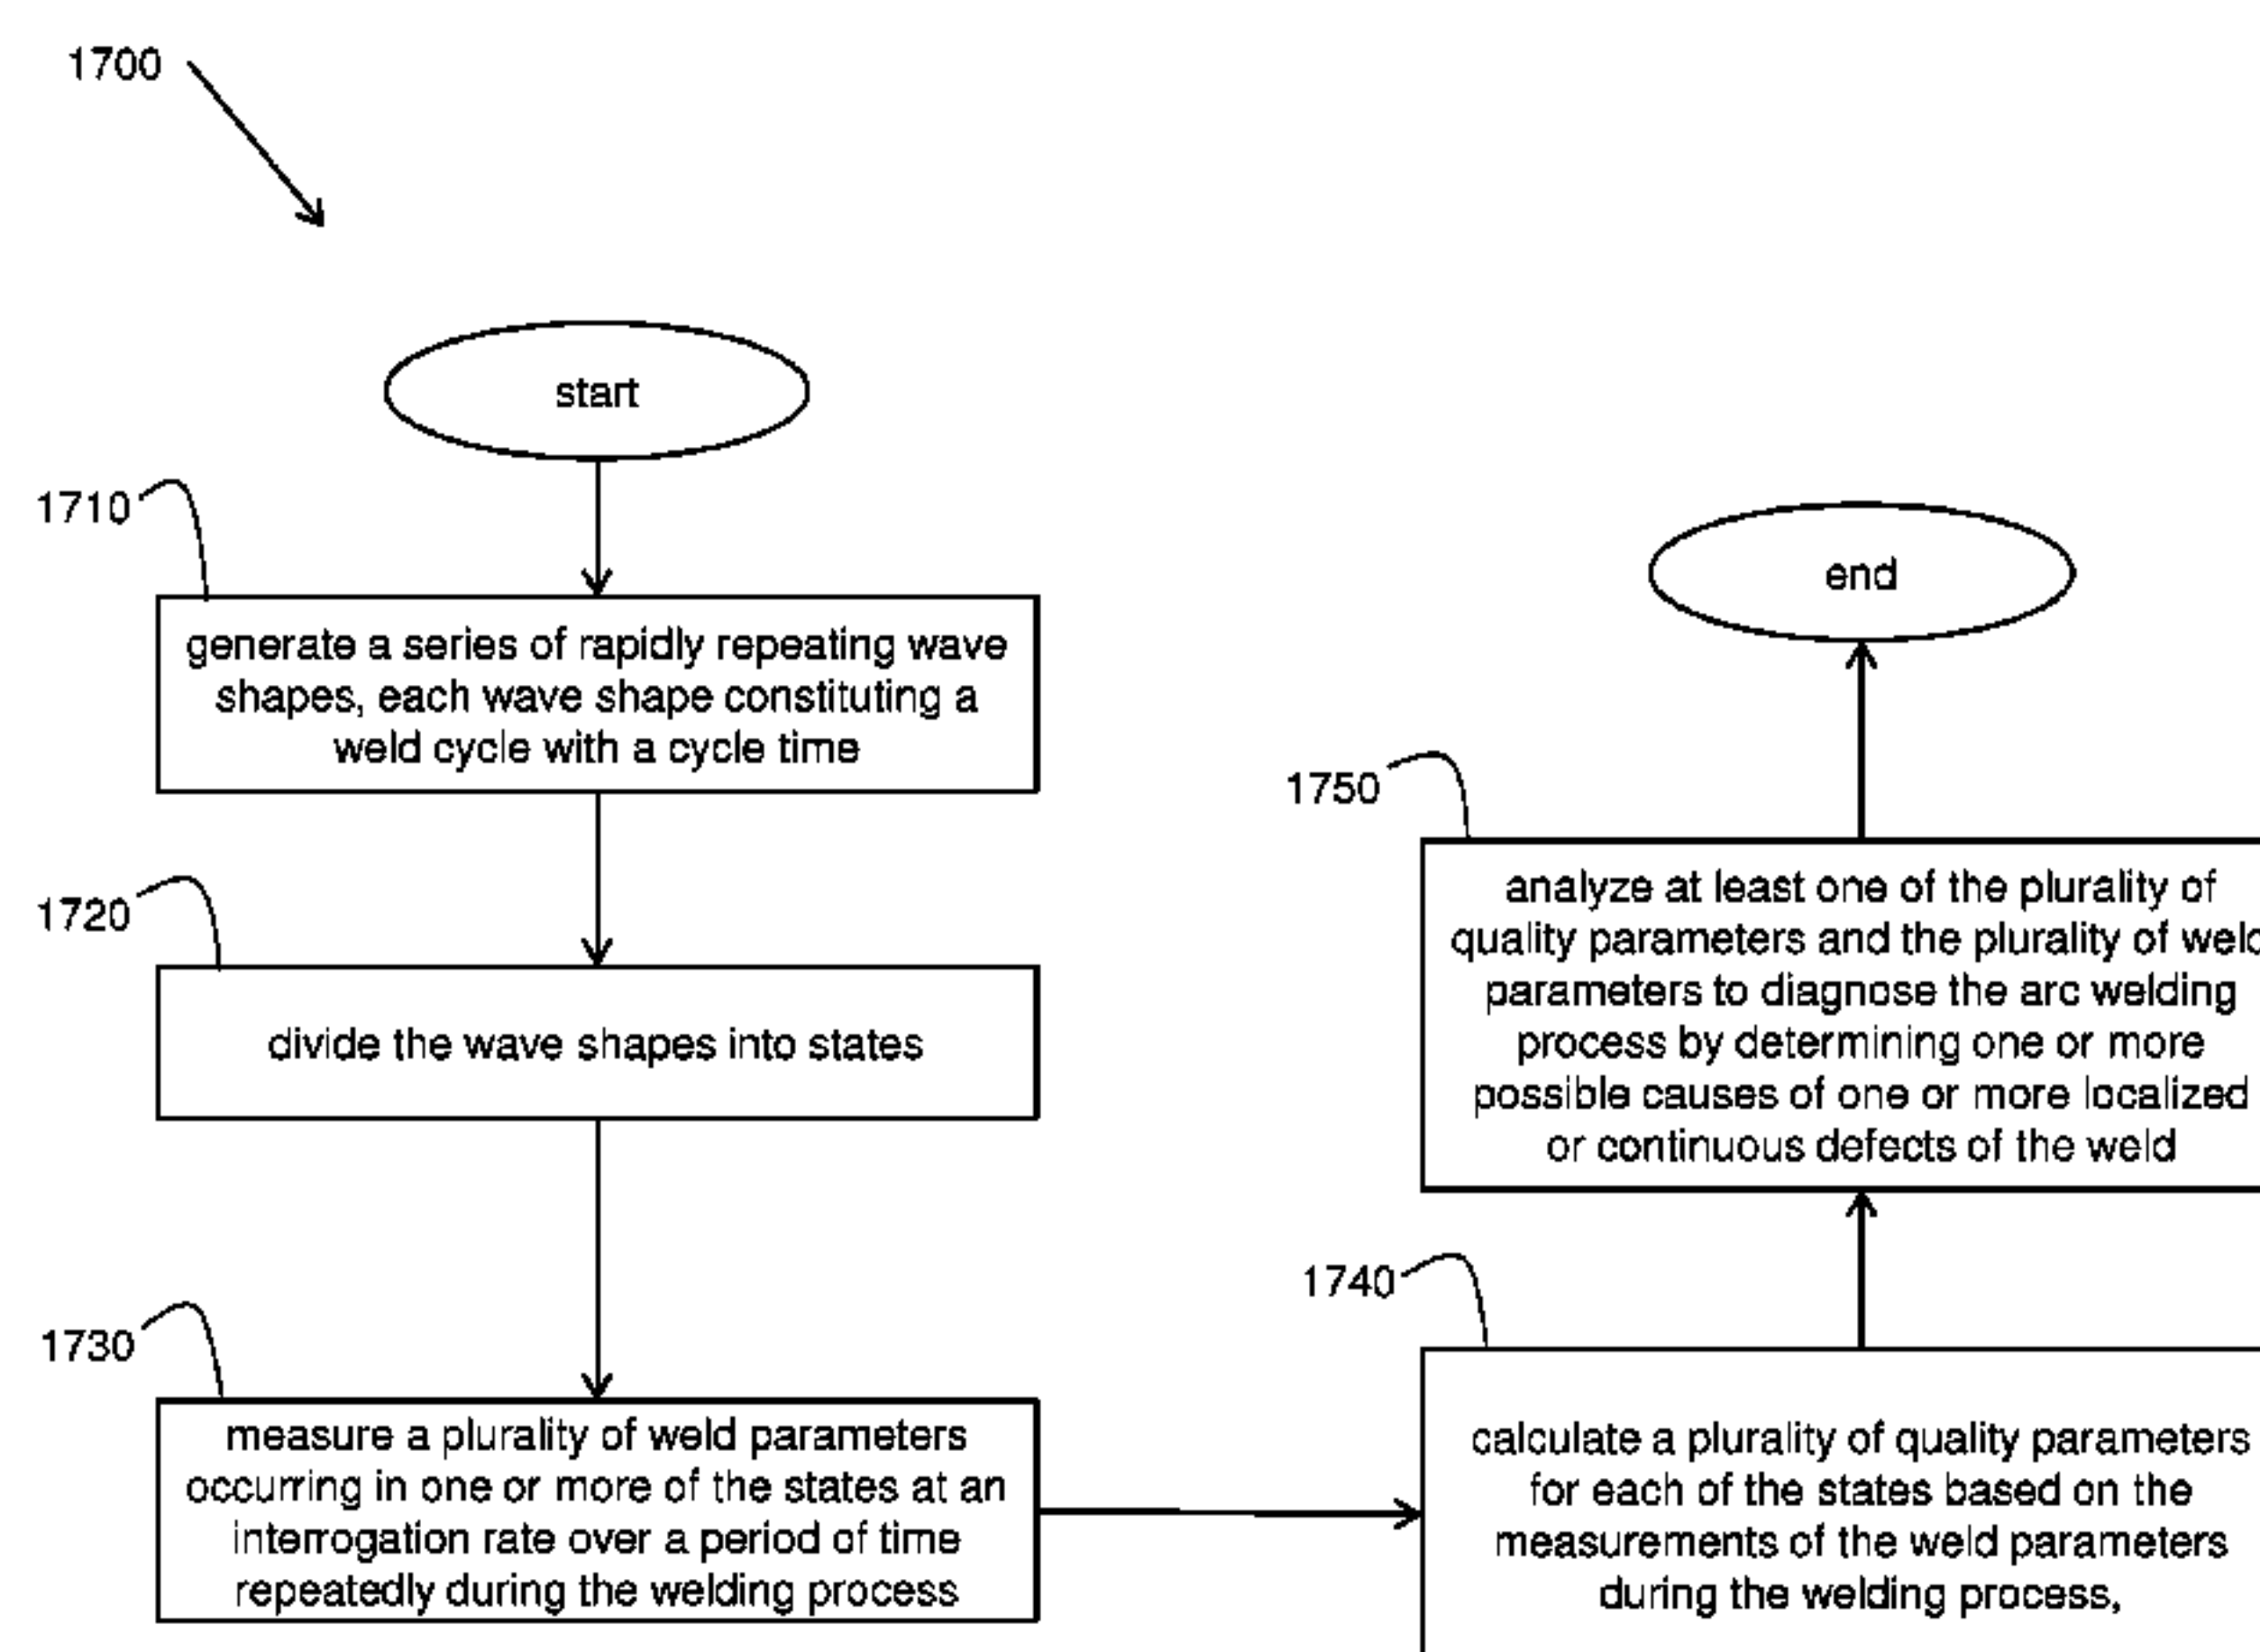 1700
start
1710
generate a series of rapidly repeating wave
shapes, each wave shape constituting a
weld cycle with a cycle time
1720
divide the wave shapes into states
1730
measure a plurality of weld parameters
occurring in one or more of the states at an
interrogation rate over a period of time
repeatedly during the welding process
1740
calculate a plurality of quality parameters
for each of the states based on the
measurements of the weld parameters
during the welding process,
1750
analyze at least one of the plurality of
quality parameters and the plurality of weld
parameters to diagnose the arc welding
process by determining one or more
possible causes of one or more localized
or continuous defects of the weld
end